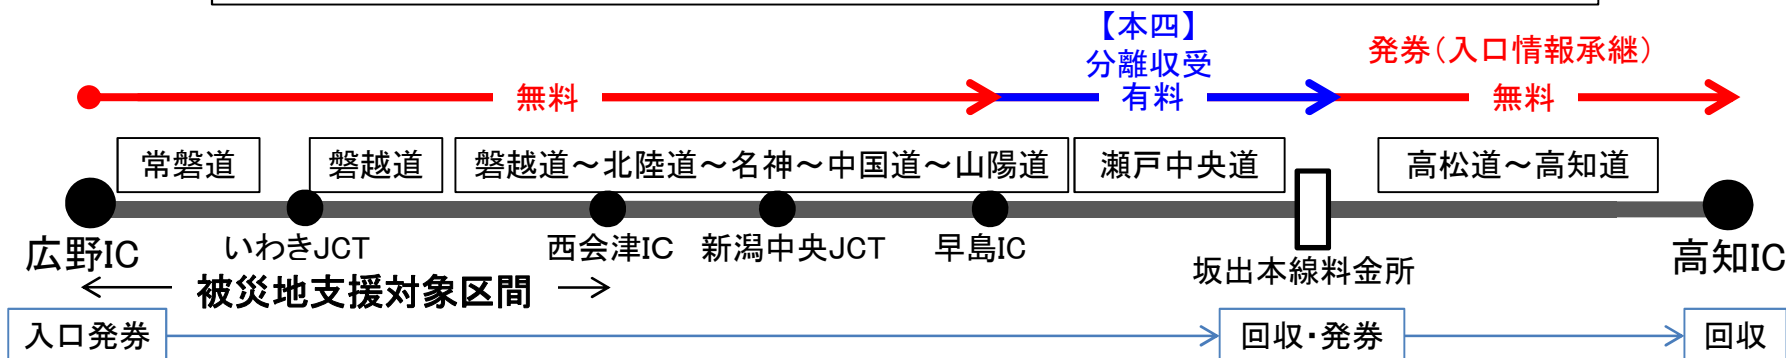 【本四】
分離収受
発券(入口情報承継)
無料
有料
無料
常磐道
磐越道
磐越道～北陸道～名神～中国道～山陽道
瀬戸中央道
高松道～高知道
広野IC
いわきJCT
西会津IC
新潟中央JCT
早島IC
坂出本線料金所
高知IC
被災地支援対象区間
入口発券
回収・発券
回収